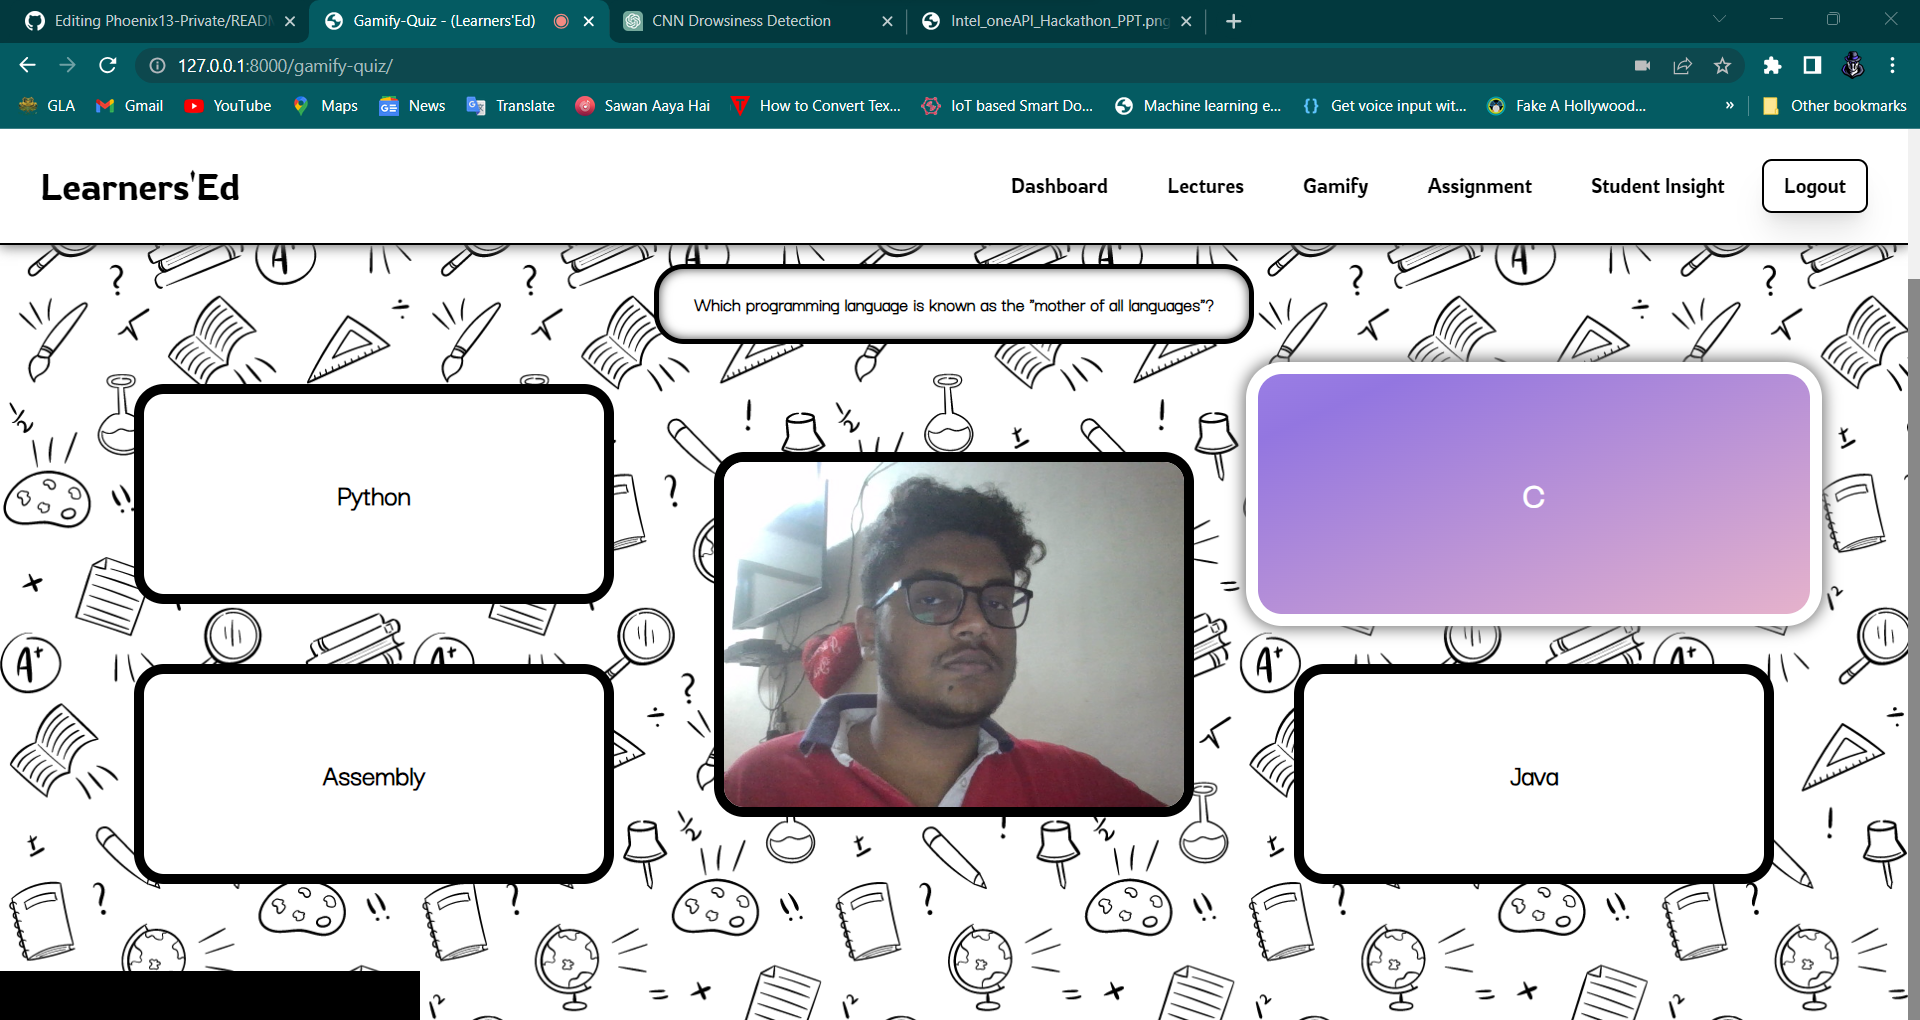 Editing Phoenix13-Private/READM
Gamify-Quiz - (Learners'Ed)
CNN Drowsiness Detection
Intel_oneAPI_Hackathon_PPT.png
127.0.0.1:8000/gamify-quiz/
GLA
Gmail
YouTube
Maps
News
Translate
Sawan Aaya Hai
How to Convert Tex...
IoT based Smart Do...
Machine learning e...
Get voice input wit...
Fake A Hollywood...
»
Other bookmarks
Learners'Ed
Dashboard
Lectures
Gamify
Assignment
Student Insight
Logout
Which programming language is known as the "mother of all languages"?
Python
C
Assembly
Java